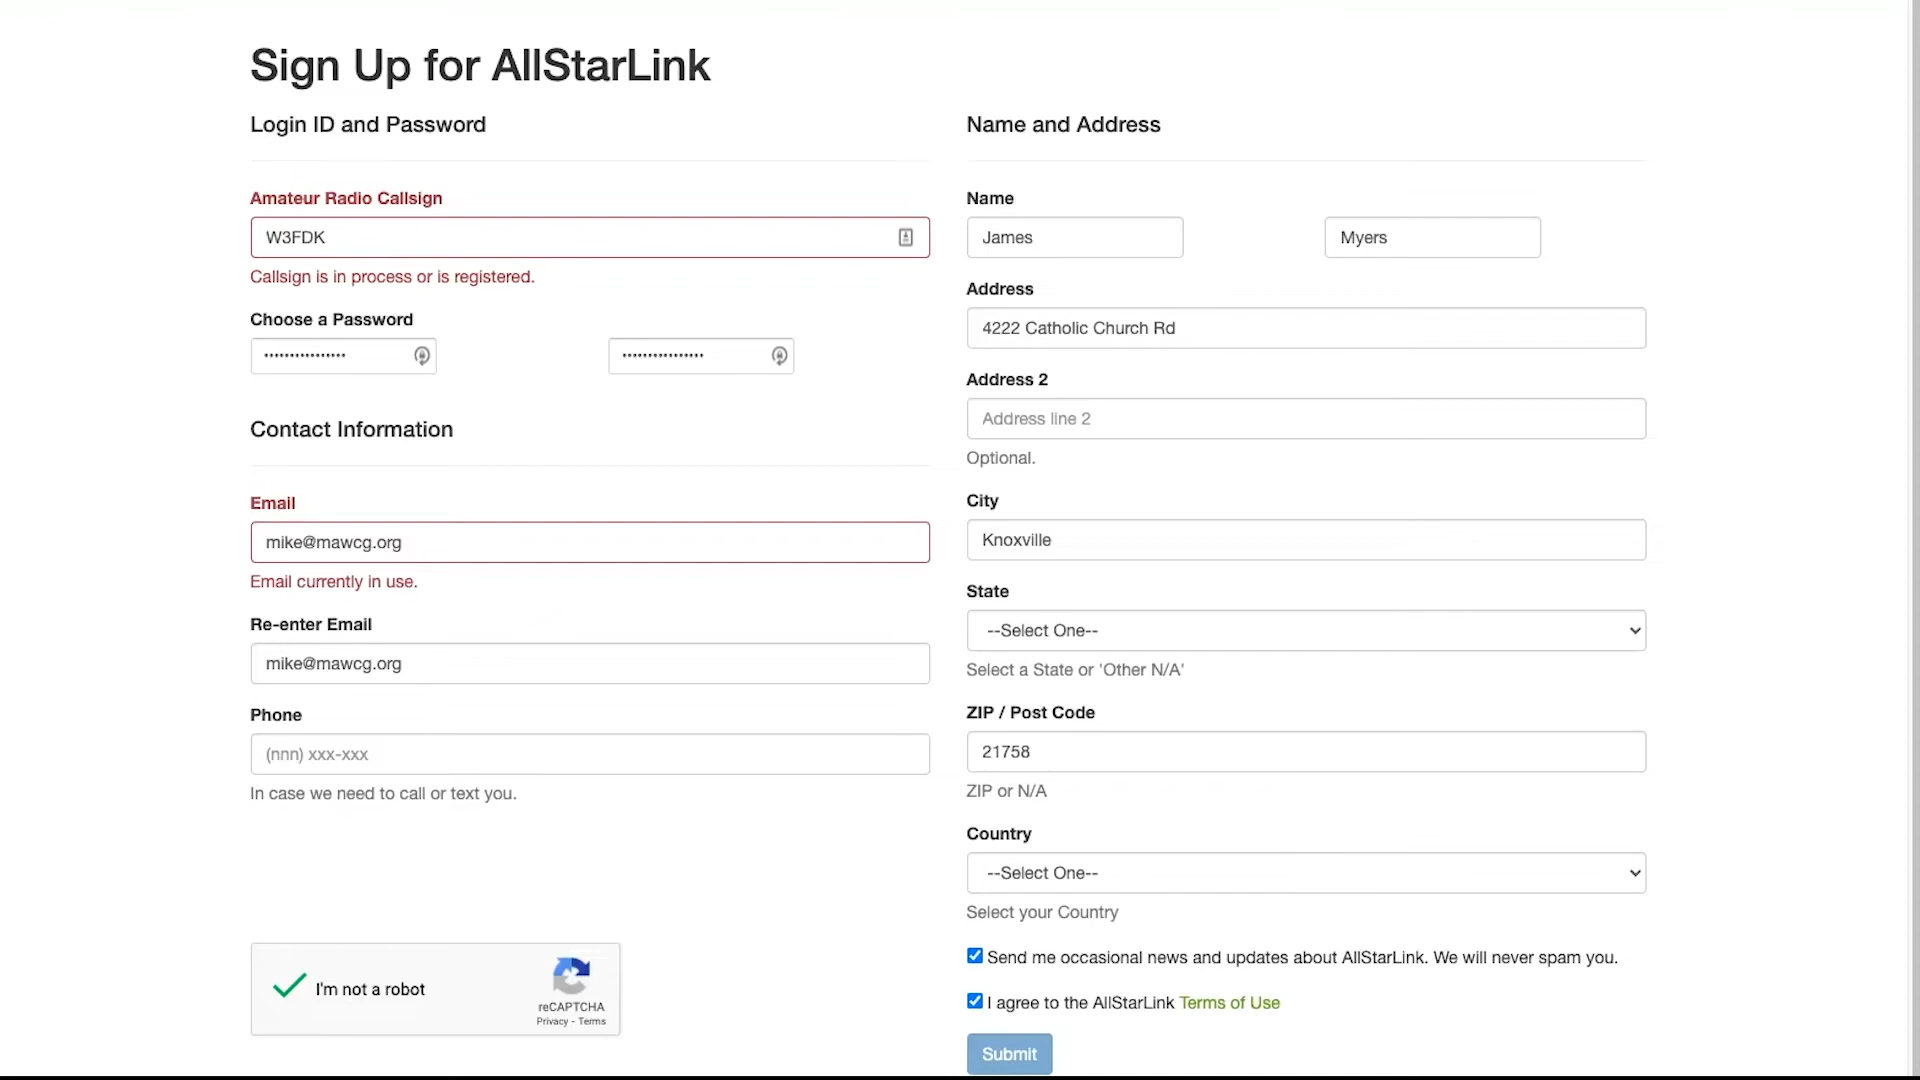 Sign Up for AllStarLink
Login ID and Password
Amateur Radio Callsign
W3FDK
Callsign is in process or is registered.
Choose a Password
•••••••••••••••• ••••••••••••••••
Contact Information
Email
mike@mawcg.org
Email currently in use.
Re-enter Email
mike@mawcg.org
Phone
(nnn) xxx-xxx
In case we need to call or text you.
I'm not a robot
reCAPTCHA
Privacy - Terms
Name and Address
Name
James Myers
Address
4222 Catholic Church Rd
Address 2
Address line 2
Optional.
City
Knoxville
State
--Select One--
Select a State or 'Other N/A'
ZIP / Post Code
21758
ZIP or N/A
Country
--Select One--
Select your Country
Send me occasional news and updates about AllStarLink. We will never spam you.
I agree to the AllStarLink Terms of Use
Submit